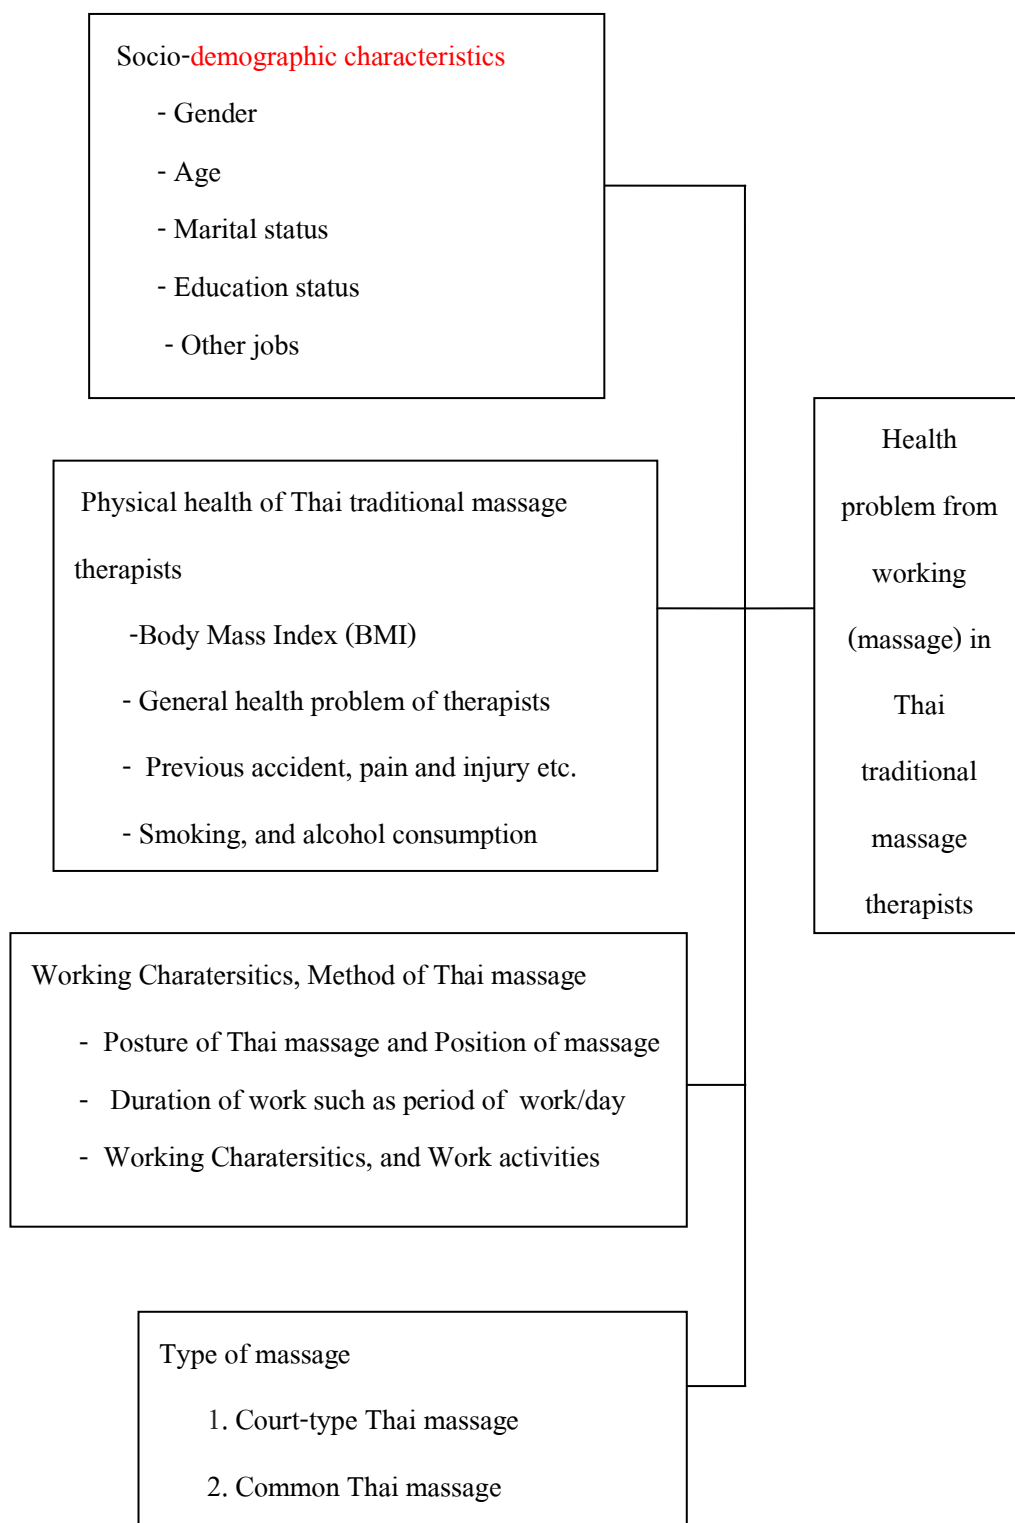 Socio-demographic characteristics
- Gender
- Age
- Marital status
- Education status
- Other jobs
Physical health of Thai traditional massage
therapists
-Body Mass Index (BMI)
- General health problem of therapists
- Previous accident, pain and injury etc.
- Smoking, and alcohol consumption
Working Charatersitics, Method of Thai massage
- Posture of Thai massage and Position of massage
- Duration of work such as period of work/day
- Working Charatersitics, and Work activities
Type of massage
1. Court-type Thai massage
2. Common Thai massage
Health
problem from
working
(massage) in
Thai
traditional
massage
therapists